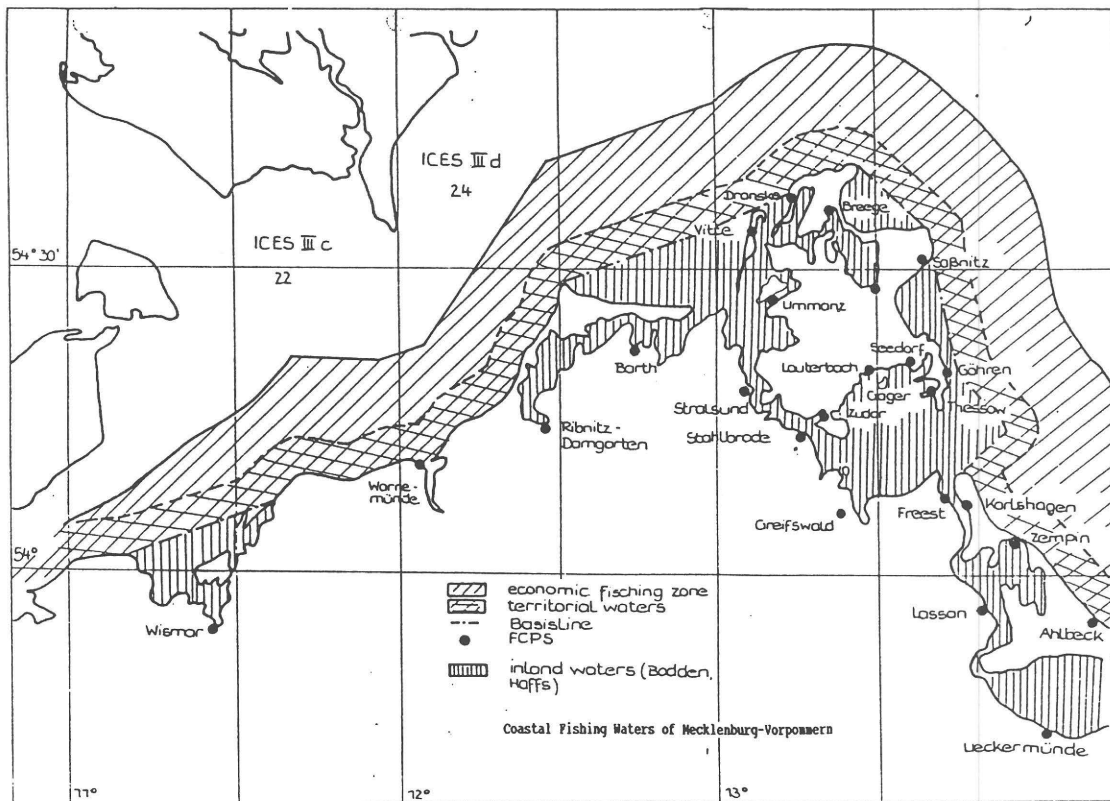 ICES III d
24
ICES III c
22
54° 30'
54°
Dranske
Breege
Vitte
Saßnitz
Ummanz
Barth
Lauterbach
Seedorf
Göhren
Gager
Thiessow
Stralsund
Zudar
Stahlbrode
Ribnitz-
Damgarten
Warne-
münde
Greifswald
Freest
Karlshagen
Zempin
Lassan
Ahlbeck
Wismar
Ueckermünde
economic fisching zone
territorial waters
BasisLine
FCPS
inland waters (Bodden,
Haffs)
Coastal Fishing Waters of Mecklenburg-Vorpommern
11°
12°
13°